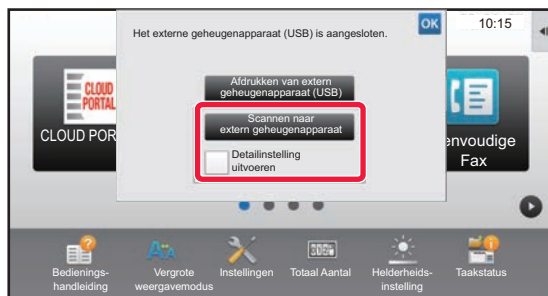 Het externe geheugenapparaat (USB) is aangesloten.
OK
10:15
Afdrukken van extern
geheugenapparaat (USB)
Scannen naar
extern geheugenapparaat
Detailinstelling
uitvoeren
CLOUD
PORTAL
CLOUD POR
envoudige
Fax
Bedienings-
handleiding
Vergrote
weergavemodus
Instellingen
Totaal Aantal
Helderheids-
instelling
Taakstatus